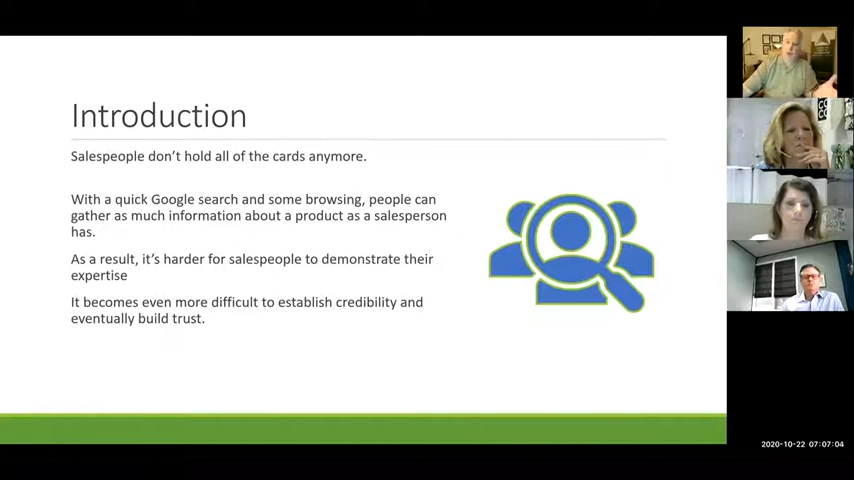 Introduction
Salespeople don't hold all of the cards anymore.
With a quick Google search and some browsing, people can
gather as much information about a product as a salesperson
has.
As a result, it's harder for salespeople to demonstrate their
expertise
It becomes even more difficult to establish credibility and
eventually build trust.
2020-10-22 07:07:04